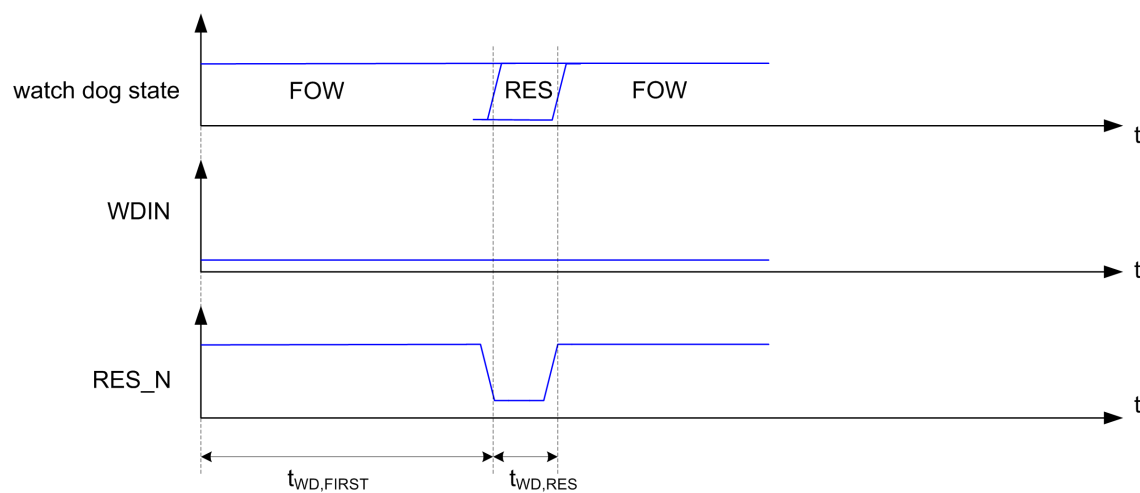 watch dog state FOW RES FOW
t
WDIN
t
RES_N
t
tWD,FIRST tWD,RES